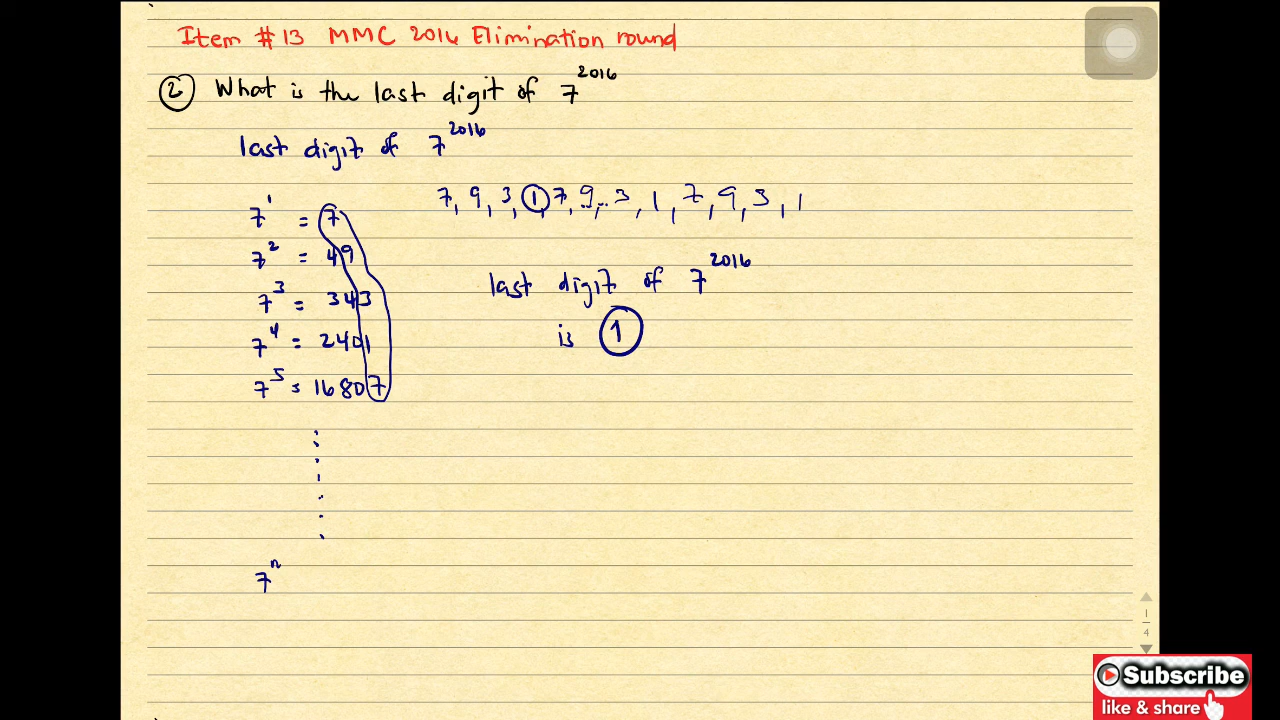 Item # 13 MMC 2016 Elimination round
② What is the last digit of 7^2016
last digit of 7^2016
7, 9, 3, ①, 7, 9, 3, 1, 7, 9, 3, 1
7^1 = 7
7^2 = 49
7^3 = 343
7^4 = 2401
7^5 = 16807
7^n
last digit of 7^2016
is ①
1
4
Subscribe
like & share